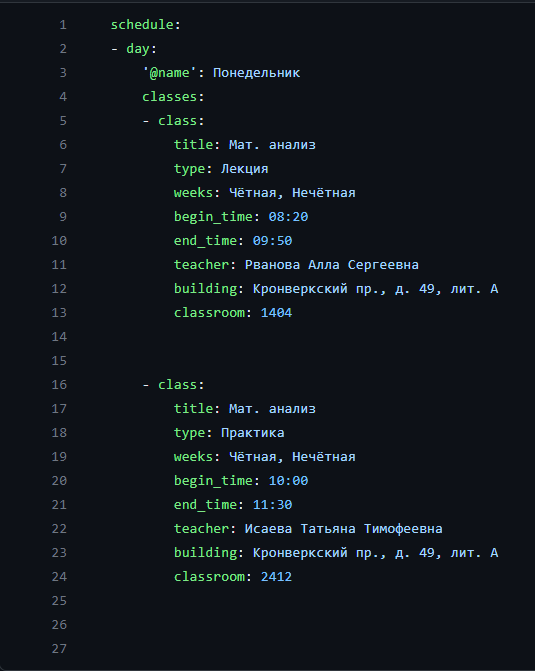 1 schedule:
2 - day:
3 '@name': Понедельник
4 classes:
5 - class:
6 title: Мат. анализ
7 type: Лекция
8 weeks: Чётная, Нечётная
9 begin_time: 08:20
10 end_time: 09:50
11 teacher: Рванова Алла Сергеевна
12 building: Кронверкский пр., д. 49, лит. А
13 classroom: 1404
14
15
16 - class:
17 title: Мат. анализ
18 type: Практика
19 weeks: Чётная, Нечётная
20 begin_time: 10:00
21 end_time: 11:30
22 teacher: Исаева Татьяна Тимофеевна
23 building: Кронверкский пр., д. 49, лит. А
24 classroom: 2412
25
26
27